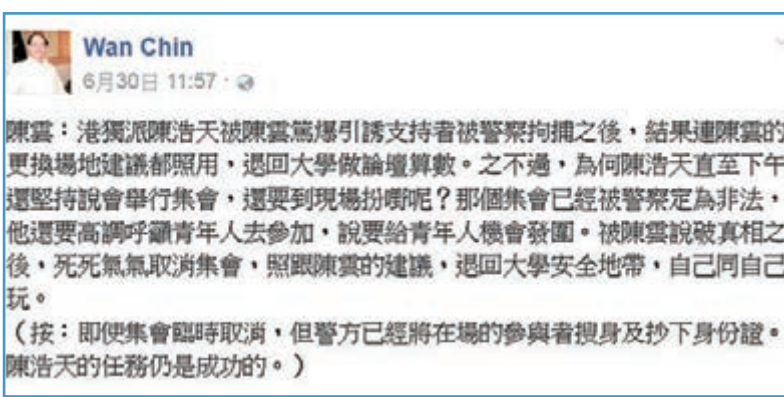 Wan Chin
6月30日 11:57 ·
陳雲：港獨派陳浩天被陳雲篤爆引誘支持者被警察拘捕之後，結果連陳雲的
更換場地建議都照用，退回大學做論壇算數。之不過，為何陳浩天直至下午
還堅持說會舉行集會，還要到現場扮嘢呢？那個集會已經被警察定為非法，
他還要高調呼籲青年人去參加，說要給青年人機會發圍。被陳雲說破真相之
後，死死氣氣取消集會，照跟陳雲的建議，退回大學安全地帶，自己同自己
玩。
（按：即使集會臨時取消，但警方已經將在場的參與者搜身及抄下身份證。
陳浩天的任務仍是成功的。）